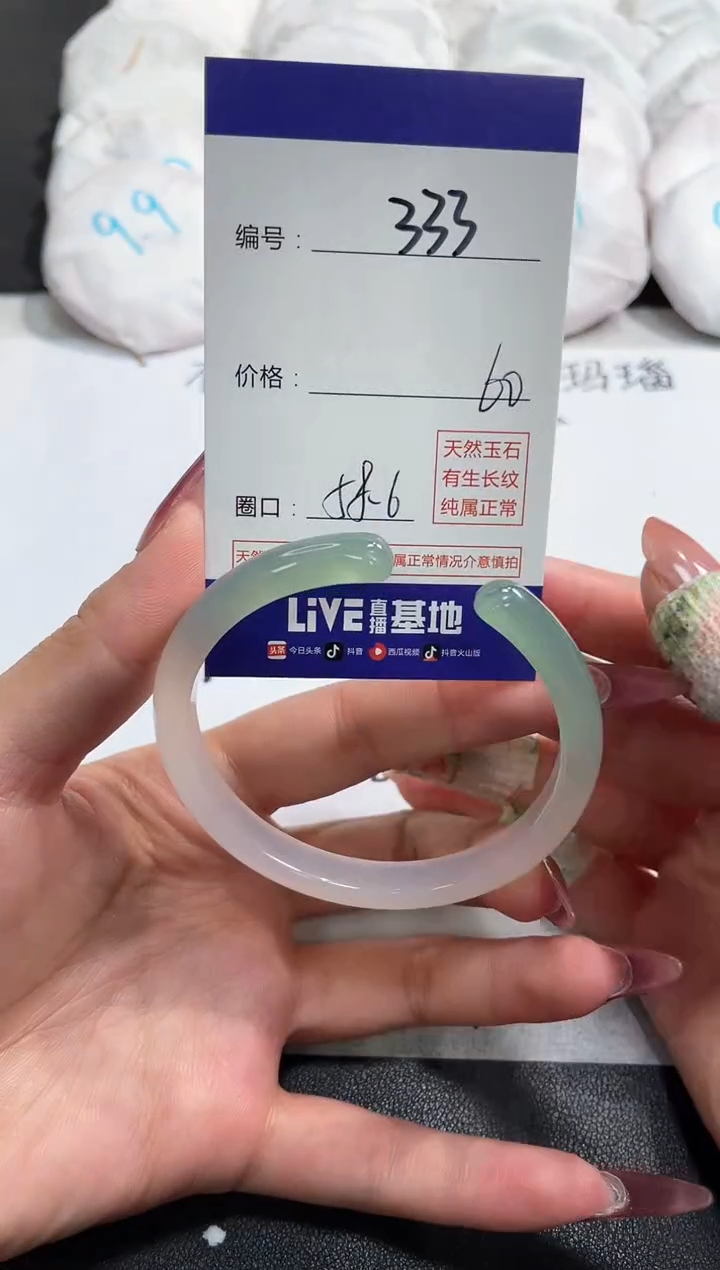 99
编号：333
价格：60
玛瑙
天然玉石
有生长纹
纯属正常
圈口：
天然
属正常情况介意慎拍
LiVE直播基地
头条 今日头条 抖音 西瓜视频 抖音火山版